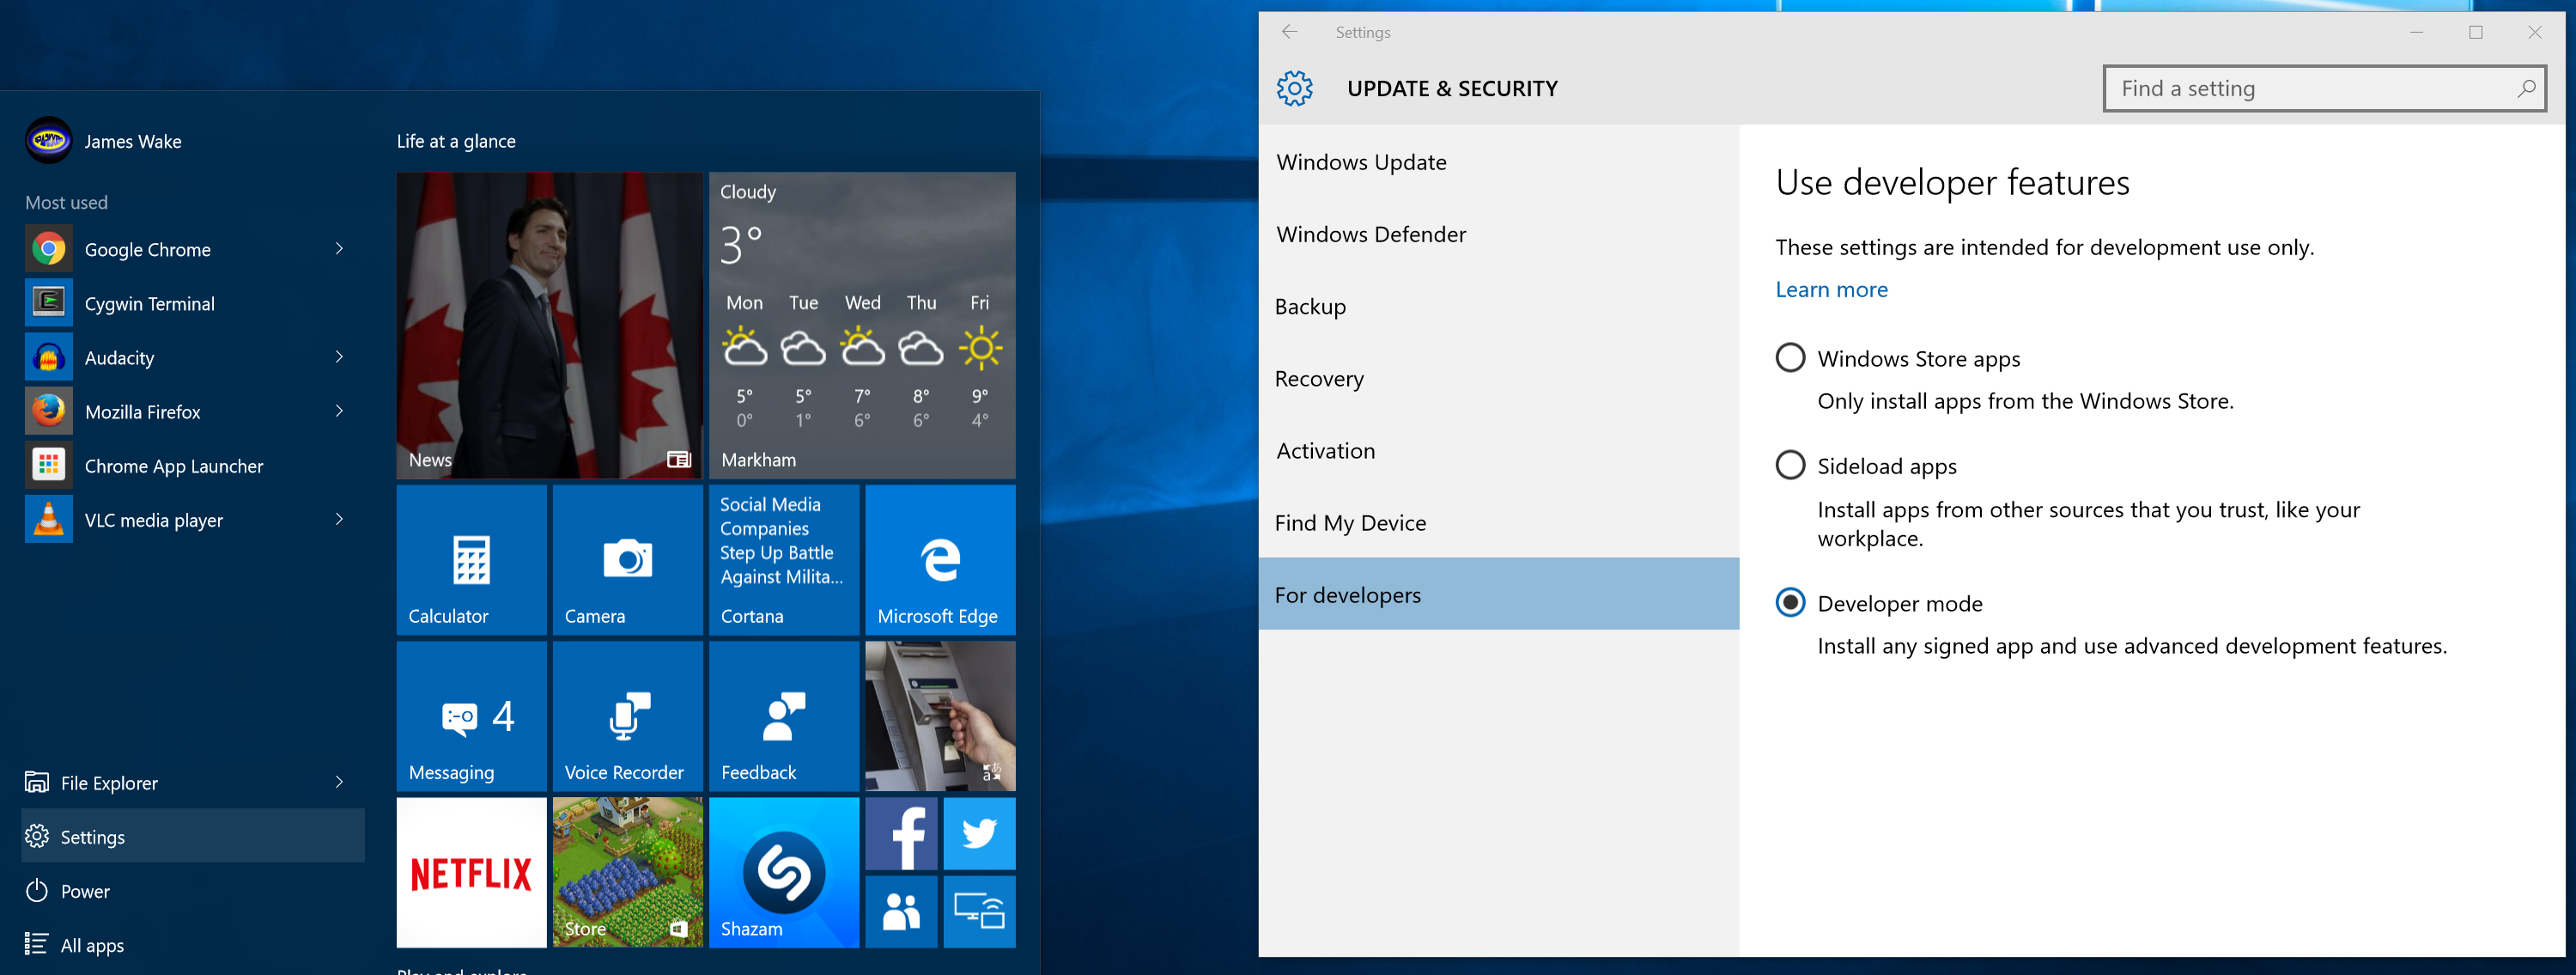 James Wake
Most used
Google Chrome
Cygwin Terminal
Audacity
Mozilla Firefox
Chrome App Launcher
VLC media player
File Explorer
Settings
Power
All apps
Life at a glance
News
Cloudy
3°
Mon Tue Wed Thu Fri
5° 5° 7° 8° 9°
0° 1° 6° 6° 4°
Markham
Calculator
Camera
Social Media
Companies
Step Up Battle
Against Milita...
Cortana
Microsoft Edge
:-o 4
Messaging
Voice Recorder
Feedback
a あ
NETFLIX
Store
Shazam
Play and explore
Settings
UPDATE & SECURITY
Find a setting
Windows Update
Windows Defender
Backup
Recovery
Activation
Find My Device
For developers
Use developer features
These settings are intended for development use only.
Learn more
Windows Store apps
Only install apps from the Windows Store.
Sideload apps
Install apps from other sources that you trust, like your
workplace.
Developer mode
Install any signed app and use advanced development features.